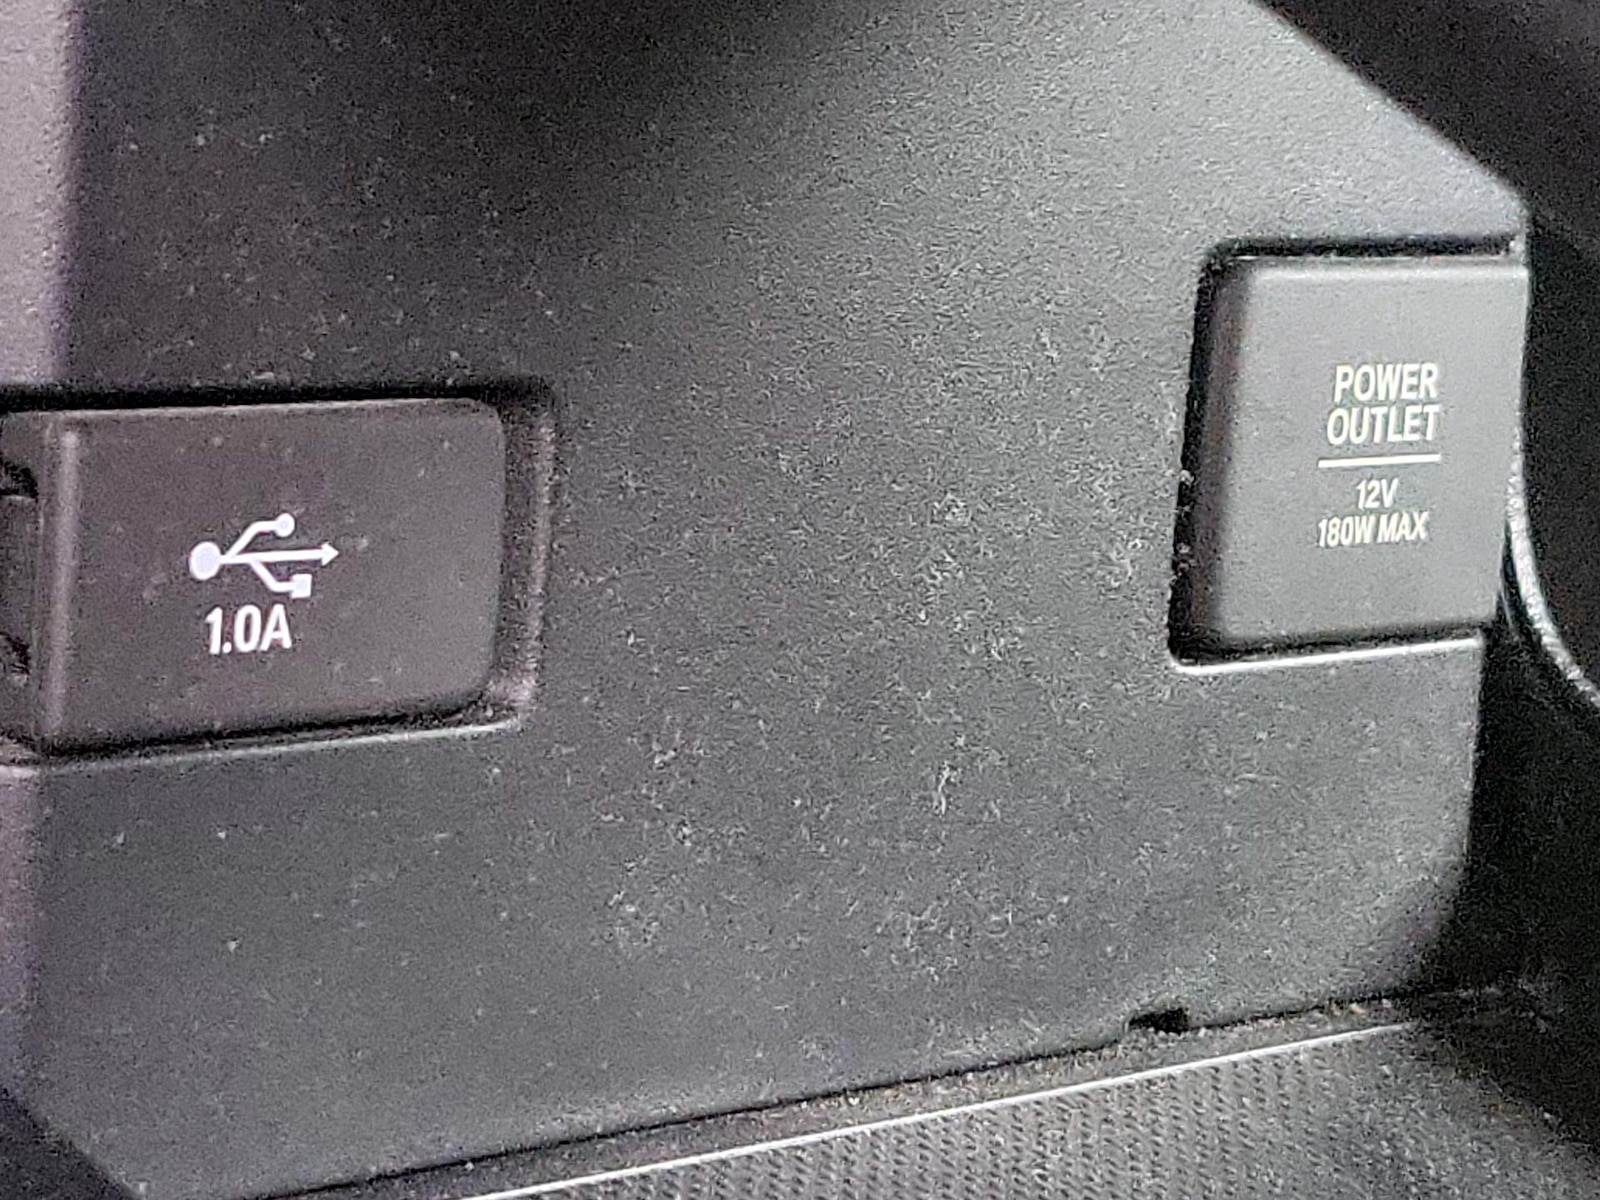 1.0A
POWER
OUTLET
12V
180W MAX